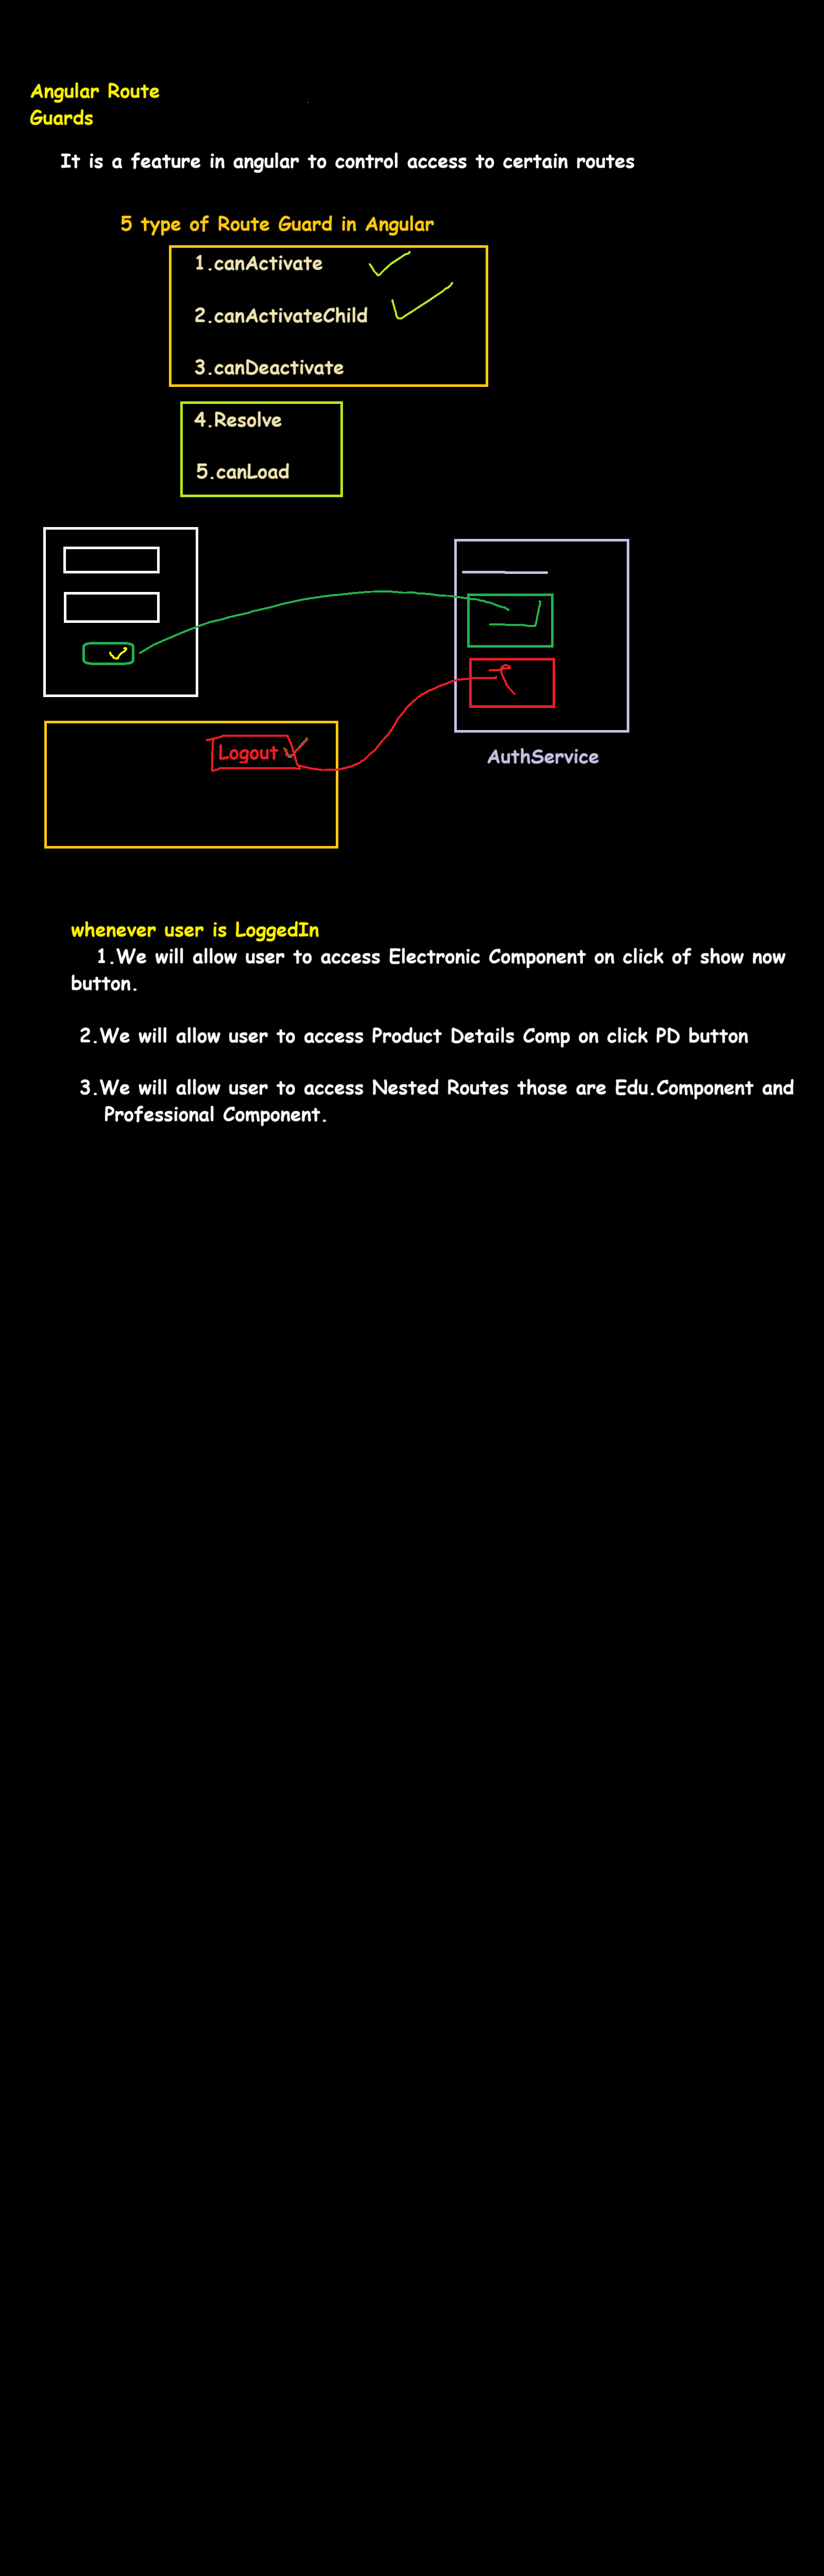 Angular Route
Guards
It is a feature in angular to control access to certain routes
5 type of Route Guard in Angular
1.canActivate
2.canActivateChild
3.canDeactivate
4.Resolve
5.canLoad
Logout
AuthService
whenever user is LoggedIn
1.We will allow user to access Electronic Component on click of show now
button.
2.We will allow user to access Product Details Comp on click PD button
3.We will allow user to access Nested Routes those are Edu.Component and
Professional Component.